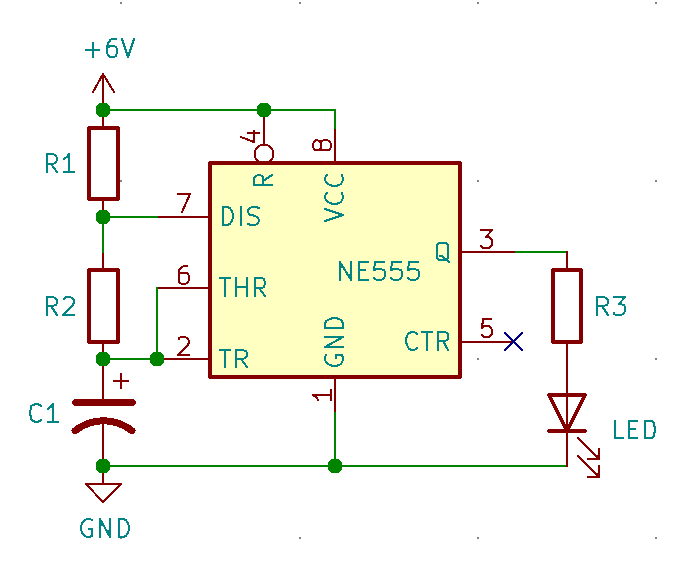 +6V
4
8
R1
R
VCC
7
DIS
Q
3
NE555
6
THR
R2
R3
GND
CTR
5
2
TR
+
1
C1
LED
GND